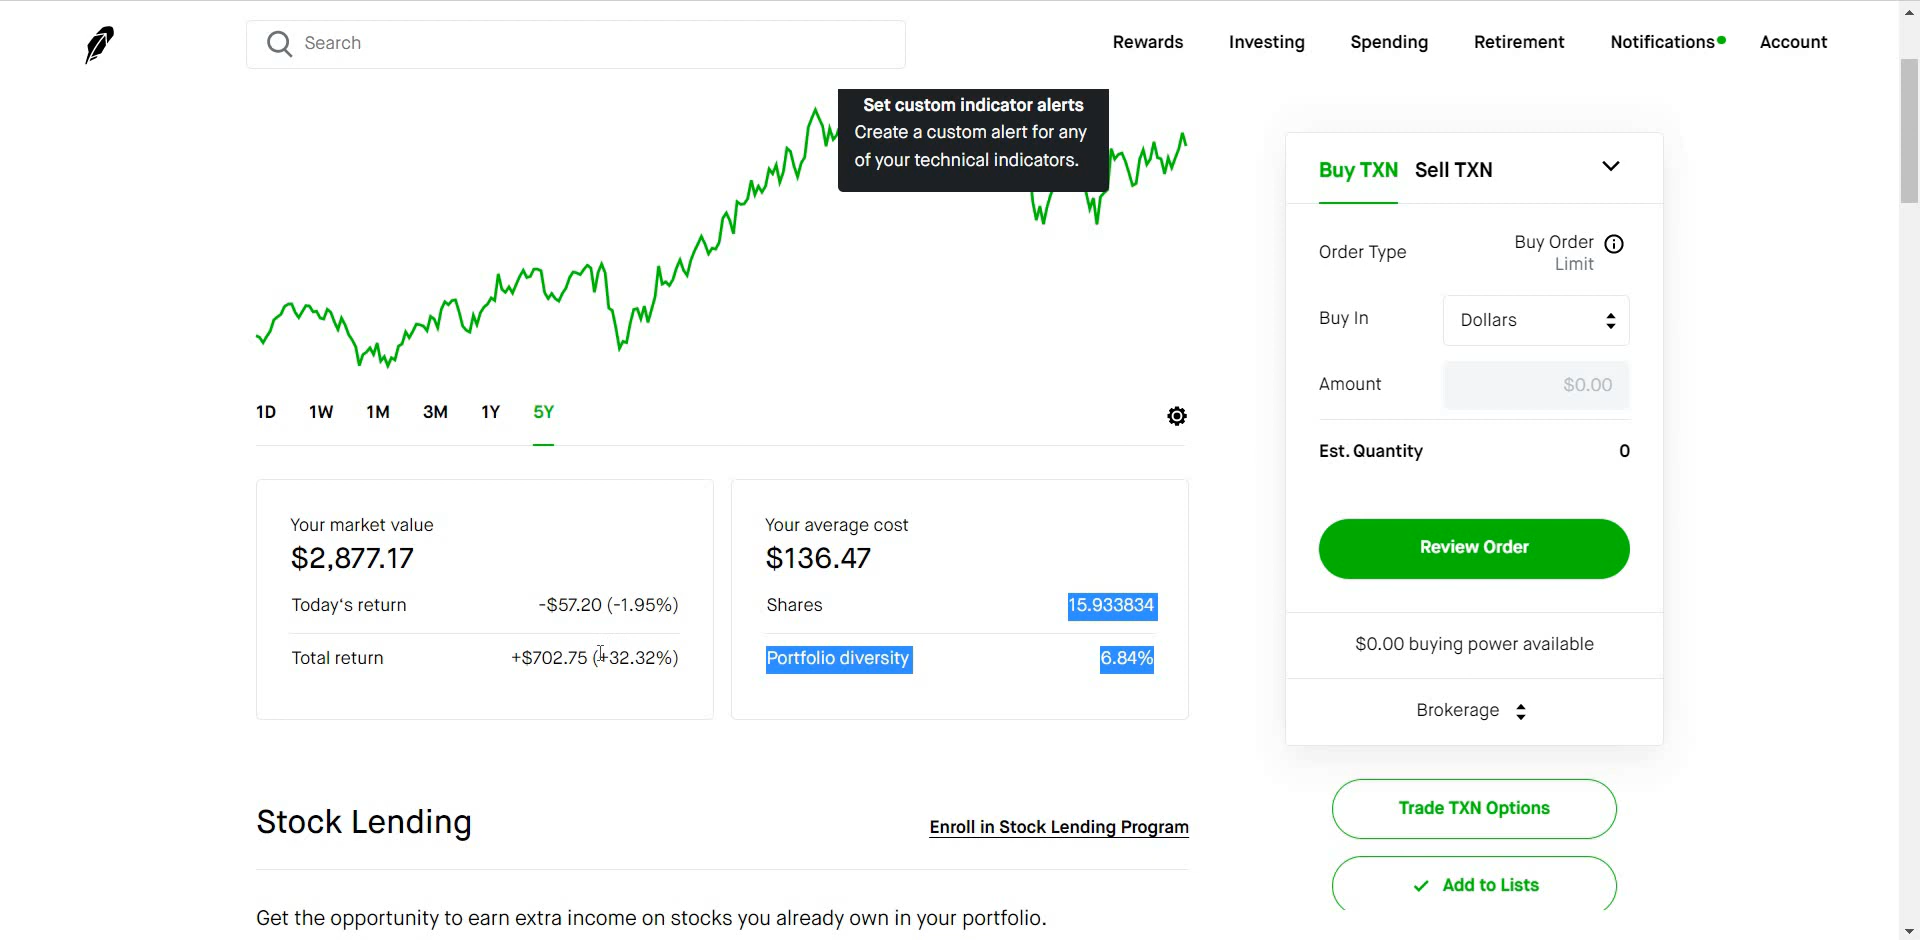 Search
Rewards
Investing
Spending
Retirement
Notifications
Account
Set custom indicator alerts
Create a custom alert for any
of your technical indicators.
1D 1W 1M 3M 1Y 5Y
Your market value
$2,877.17
Today's return -$57.20 (-1.95%)
Total return +$702.75 (+32.32%)
Your average cost
$136.47
Shares 15.933834
Portfolio diversity 6.84%
Stock Lending
Enroll in Stock Lending Program
Get the opportunity to earn extra income on stocks you already own in your portfolio.
Buy TXN Sell TXN
Order Type
Buy Order
Limit
Buy In Dollars
Amount $0.00
Est. Quantity 0
Review Order
$0.00 buying power available
Brokerage
Trade TXN Options
Add to Lists